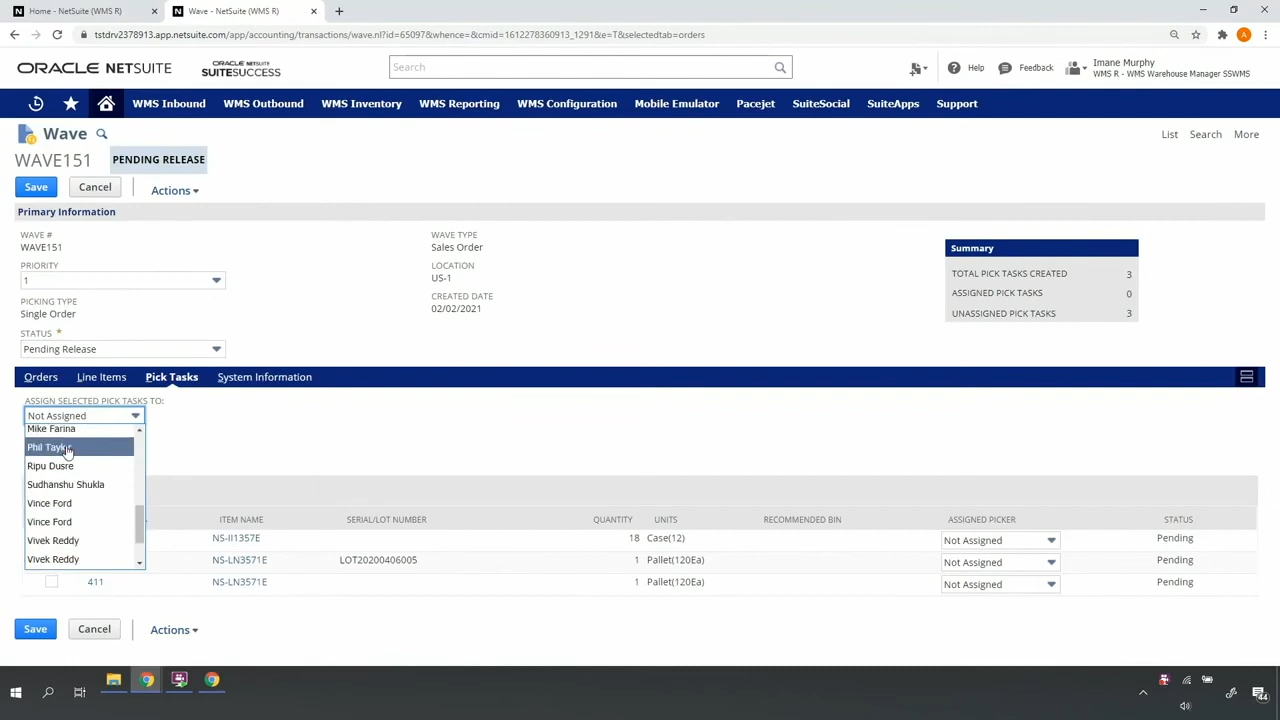 Home - NetSuite (WMS R)
Wave - NetSuite (WMS R)
tstdrv2378913.app.netsuite.com/app/accounting/transactions/wave.nl?id=65097&whence=&cmid=1612278360913_1291&e=T&selectedtab=orders
ORACLE NETSUITE
ORACLE NETSUITE
SUITESUCCESS
Search
Help
Feedback
Imane Murphy
WMS R - WMS Warehouse Manager SSWMS
WMS Inbound
WMS Outbound
WMS Inventory
WMS Reporting
WMS Configuration
Mobile Emulator
Pacejet
SuiteSocial
SuiteApps
Support
Wave
List
Search
More
WAVE151
PENDING RELEASE
Save
Cancel
Actions
Primary Information
WAVE #
WAVE151
PRIORITY
1
PICKING TYPE
Single Order
STATUS *
Pending Release
WAVE TYPE
Sales Order
LOCATION
US-1
CREATED DATE
02/02/2021
Summary
TOTAL PICK TASKS CREATED 3
ASSIGNED PICK TASKS 0
UNASSIGNED PICK TASKS 3
Orders
Line Items
Pick Tasks
System Information
ASSIGN SELECTED PICK TASKS TO:
Not Assigned
Mike Farina
Phil Taylor
Ripu Dusre
Sudhanshu Shukla
Vince Ford
Vince Ford
Vivek Reddy
Vivek Reddy
ITEM NAME SERIAL/LOT NUMBER QUANTITY UNITS RECOMMENDED BIN ASSIGNED PICKER STATUS
NS-II1357E 18 Case(12) Not Assigned Pending
NS-LN3571E LOT20200406005 1 Pallet(120Ea) Not Assigned Pending
411 NS-LN3571E 1 Pallet(120Ea) Not Assigned Pending
Save
Cancel
Actions
44